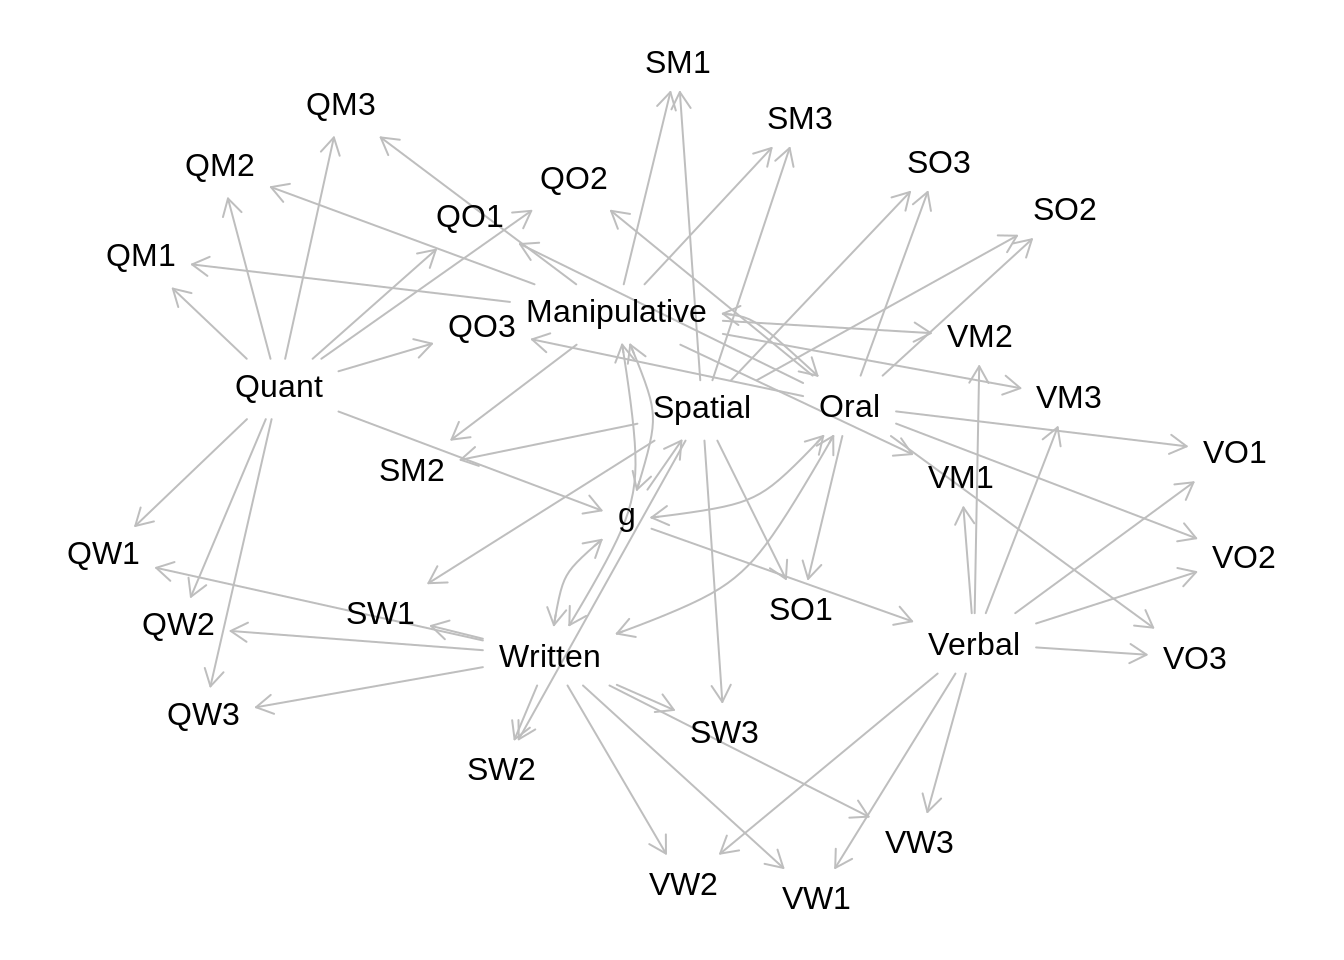 SM1
QM3
SM3
QM2
SO3
QO2
SO2
QO1
QM1
Manipulative
QO3
VM2
Quant
VM3
Spatial
Oral
VO1
SM2
VM1
g
QW1
VO2
SW1
SO1
QW2
Verbal
Written
VO3
QW3
SW3
SW2
VW3
VW2
VW1